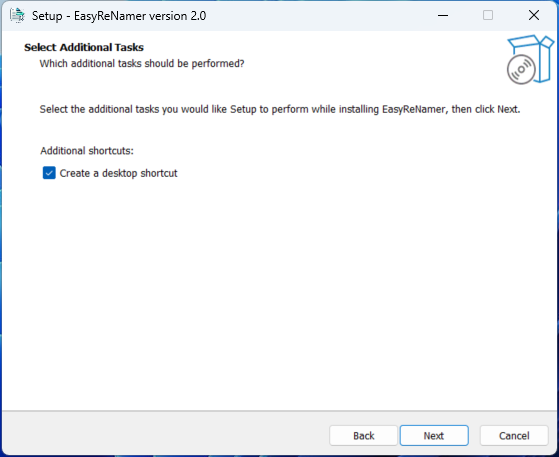 Setup - EasyReNamer version 2.0
Select Additional Tasks
Which additional tasks should be performed?
Select the additional tasks you would like Setup to perform while installing EasyReNamer, then click Next.
Additional shortcuts:
Create a desktop shortcut
Back Next Cancel